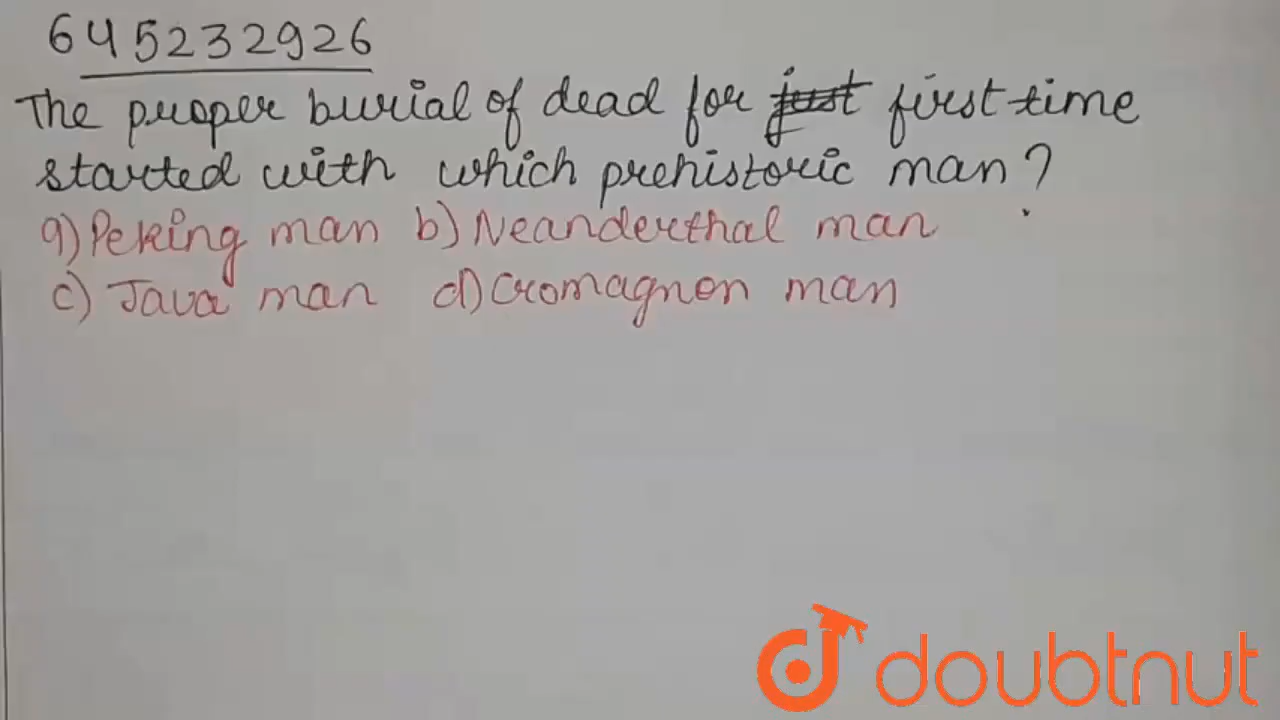 645232926
The proper burial of dead for just first time
started with which prehistoric man?
a) Peking man b) Neanderthal man
c) Java man d) Cromagnon man
doubtnut